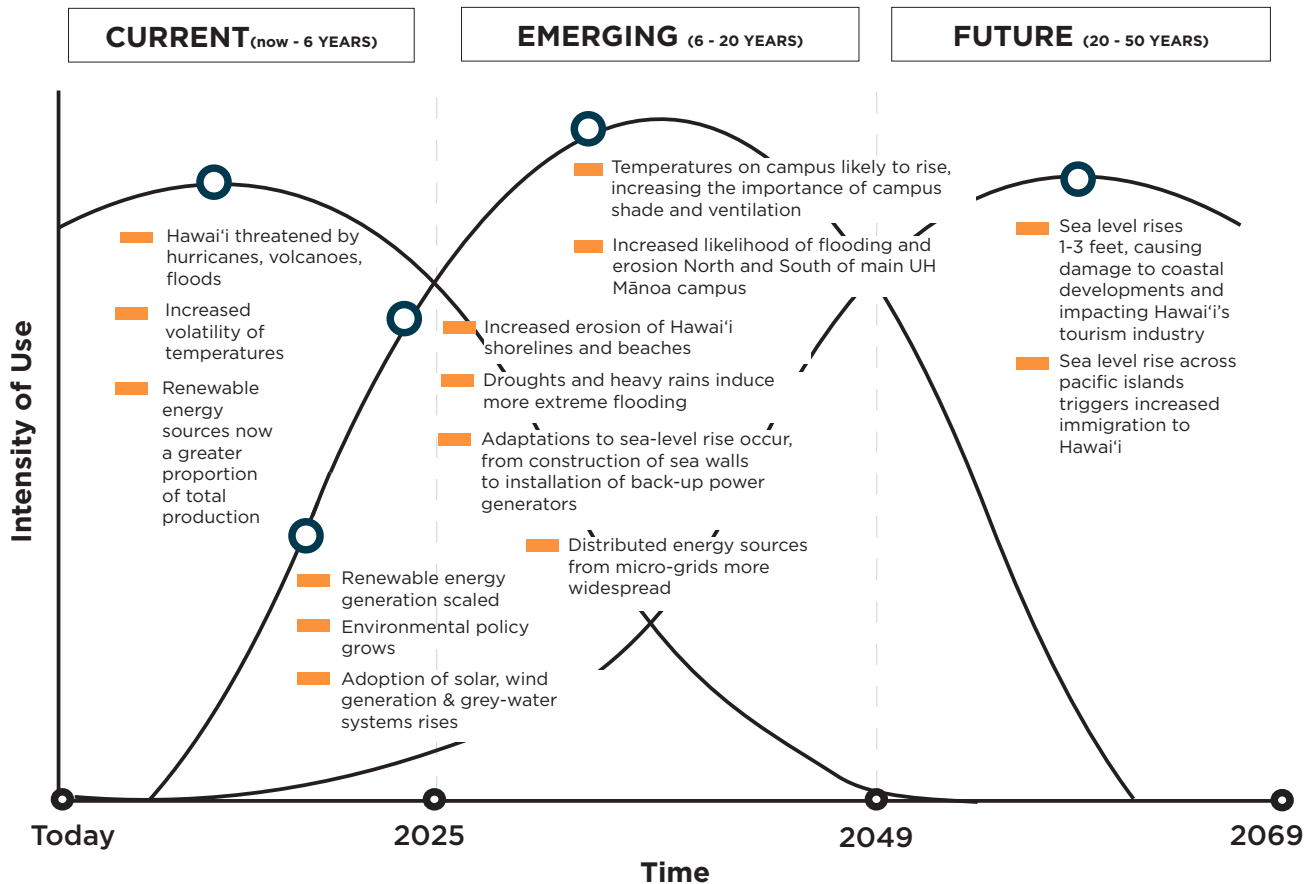 CURRENT (now - 6 YEARS)
EMERGING (6 - 20 YEARS)
FUTURE (20 - 50 YEARS)
Intensity of Use
Hawai‘i threatened by
hurricanes, volcanoes,
floods
Increased
volatility of
temperatures
Renewable
energy
sources now
a greater
proportion
of total
production
Renewable energy
generation scaled
Environmental policy
grows
Adoption of solar, wind
generation & grey-water
systems rises
Temperatures on campus likely to rise,
increasing the importance of campus
shade and ventilation
Increased likelihood of flooding and
erosion North and South of main UH
Mānoa campus
Increased erosion of Hawai‘i
shorelines and beaches
Droughts and heavy rains induce
more extreme flooding
Adaptations to sea-level rise occur,
from construction of sea walls
to installation of back-up power
generators
Distributed energy sources
from micro-grids more
widespread
Sea level rises
1-3 feet, causing
damage to coastal
developments and
impacting Hawai‘i’s
tourism industry
Sea level rise across
pacific islands
triggers increased
immigration to
Hawai‘i
Today
2025
2049
2069
Time